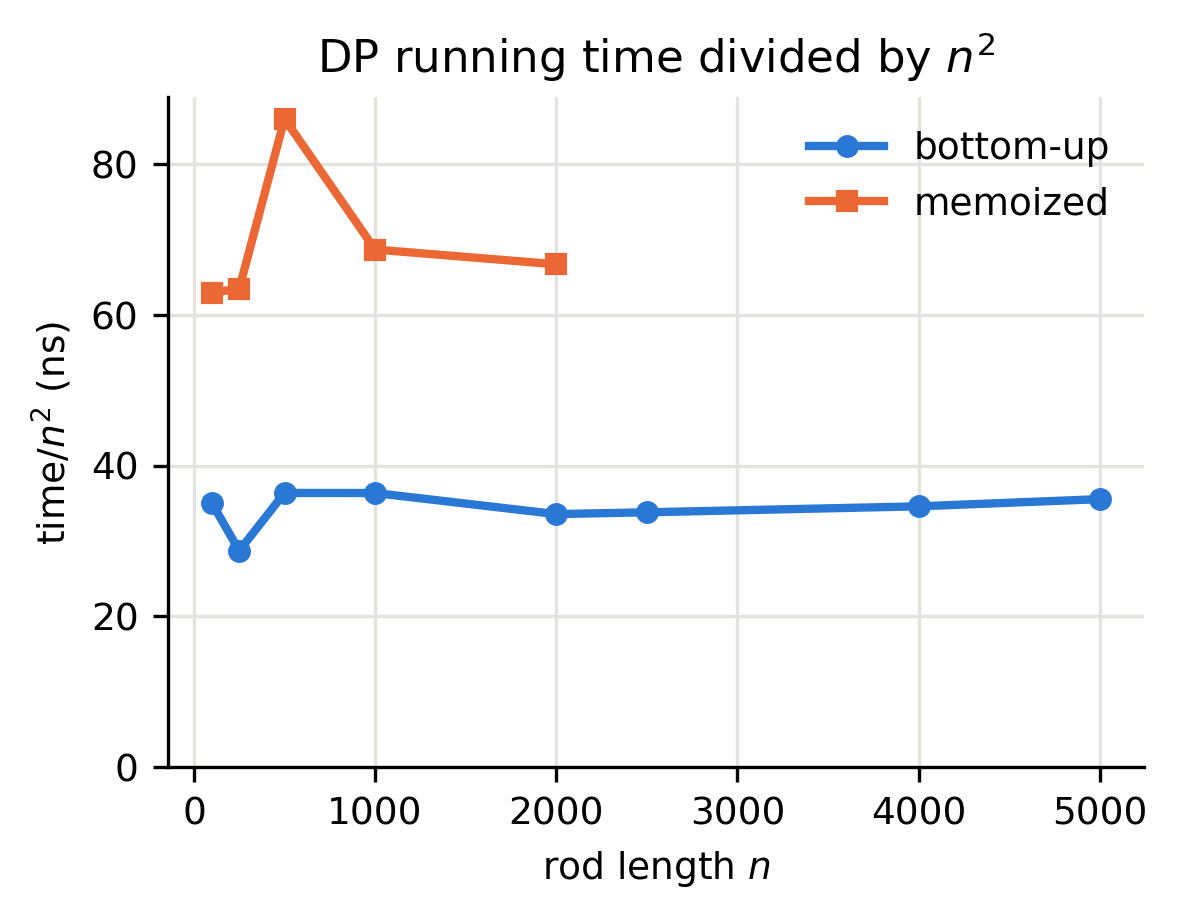 DP running time divided by n²
bottom-up
memoized
time/n² (ns)
80
60
40
20
0
0 1000 2000 3000 4000 5000
rod length n